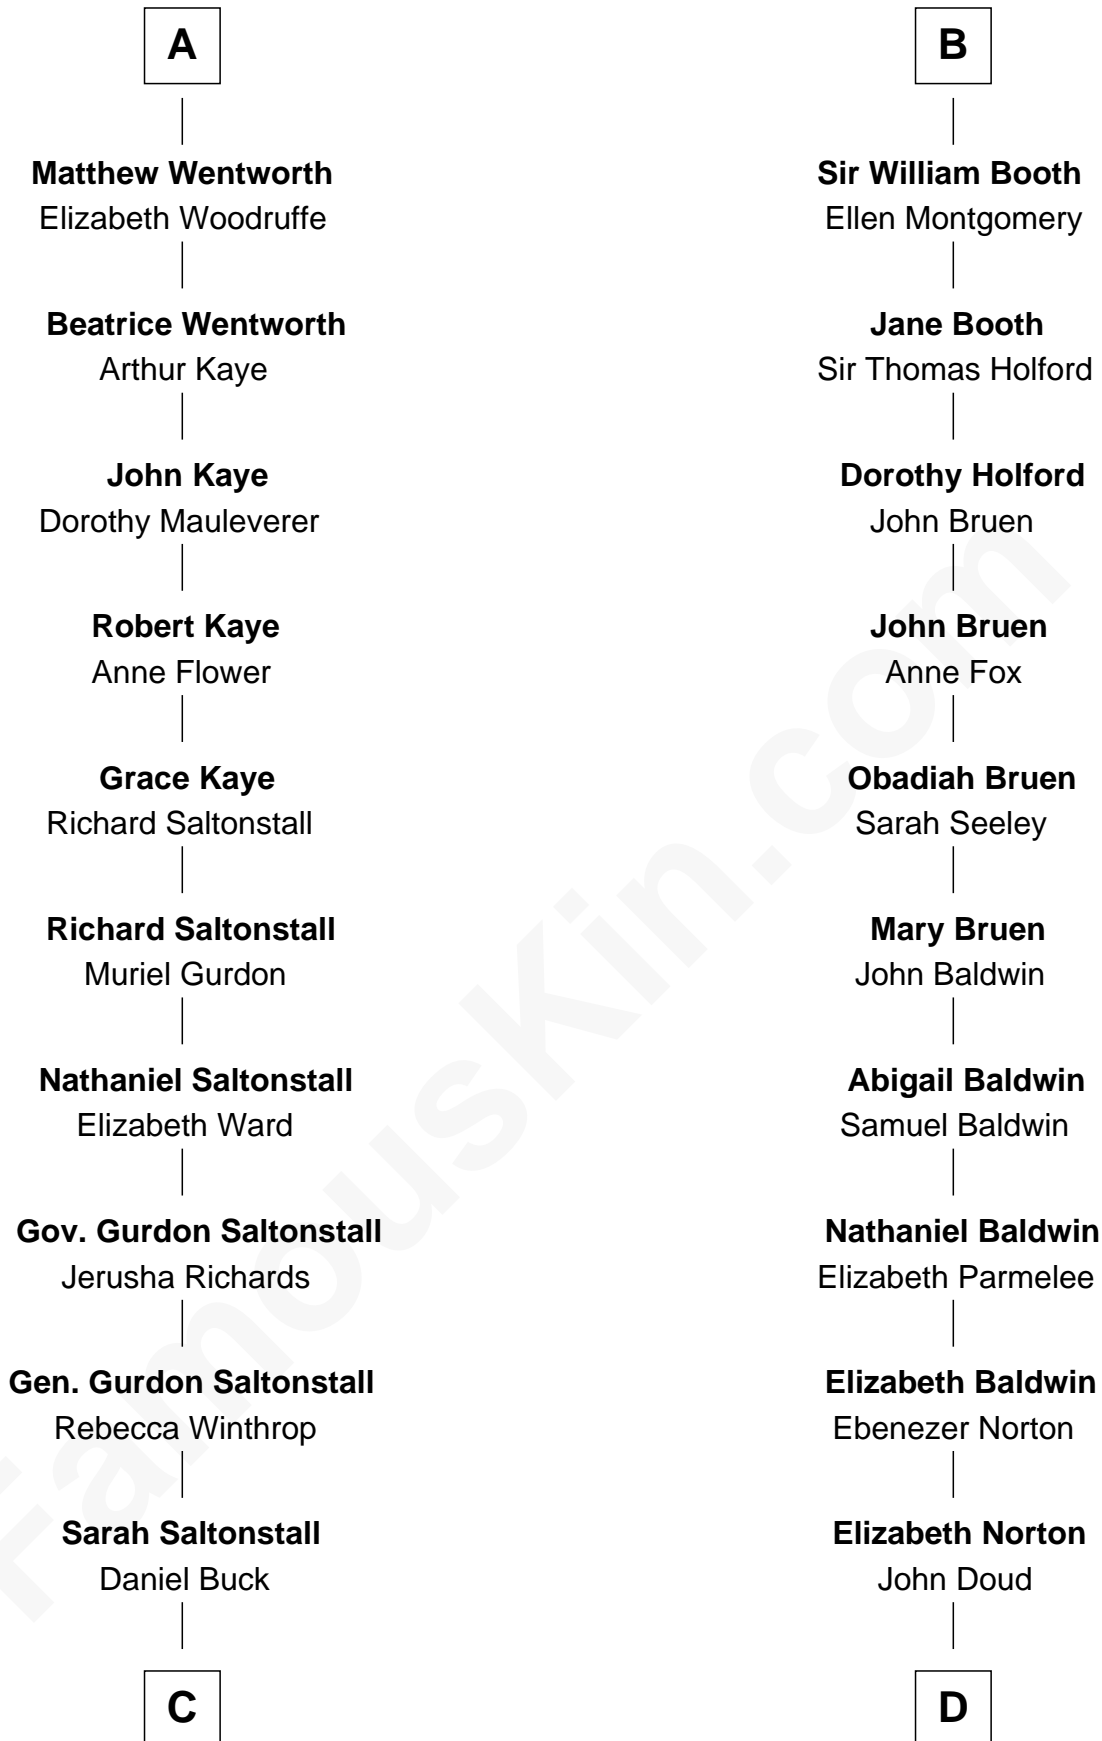 A
Matthew Wentworth
Elizabeth Woodruffe
Beatrice Wentworth
Arthur Kaye
John Kaye
Dorothy Mauleverer
Robert Kaye
Anne Flower
Grace Kaye
Richard Saltonstall
Richard Saltonstall
Muriel Gurdon
Nathaniel Saltonstall
Elizabeth Ward
Gov. Gurdon Saltonstall
Jerusha Richards
Gen. Gurdon Saltonstall
Rebecca Winthrop
Sarah Saltonstall
Daniel Buck
C
B
Sir William Booth
Ellen Montgomery
Jane Booth
Sir Thomas Holford
Dorothy Holford
John Bruen
John Bruen
Anne Fox
Obadiah Bruen
Sarah Seeley
Mary Bruen
John Baldwin
Abigail Baldwin
Samuel Baldwin
Nathaniel Baldwin
Elizabeth Parmelee
Elizabeth Baldwin
Ebenezer Norton
Elizabeth Norton
John Doud
D
FamousKin.com